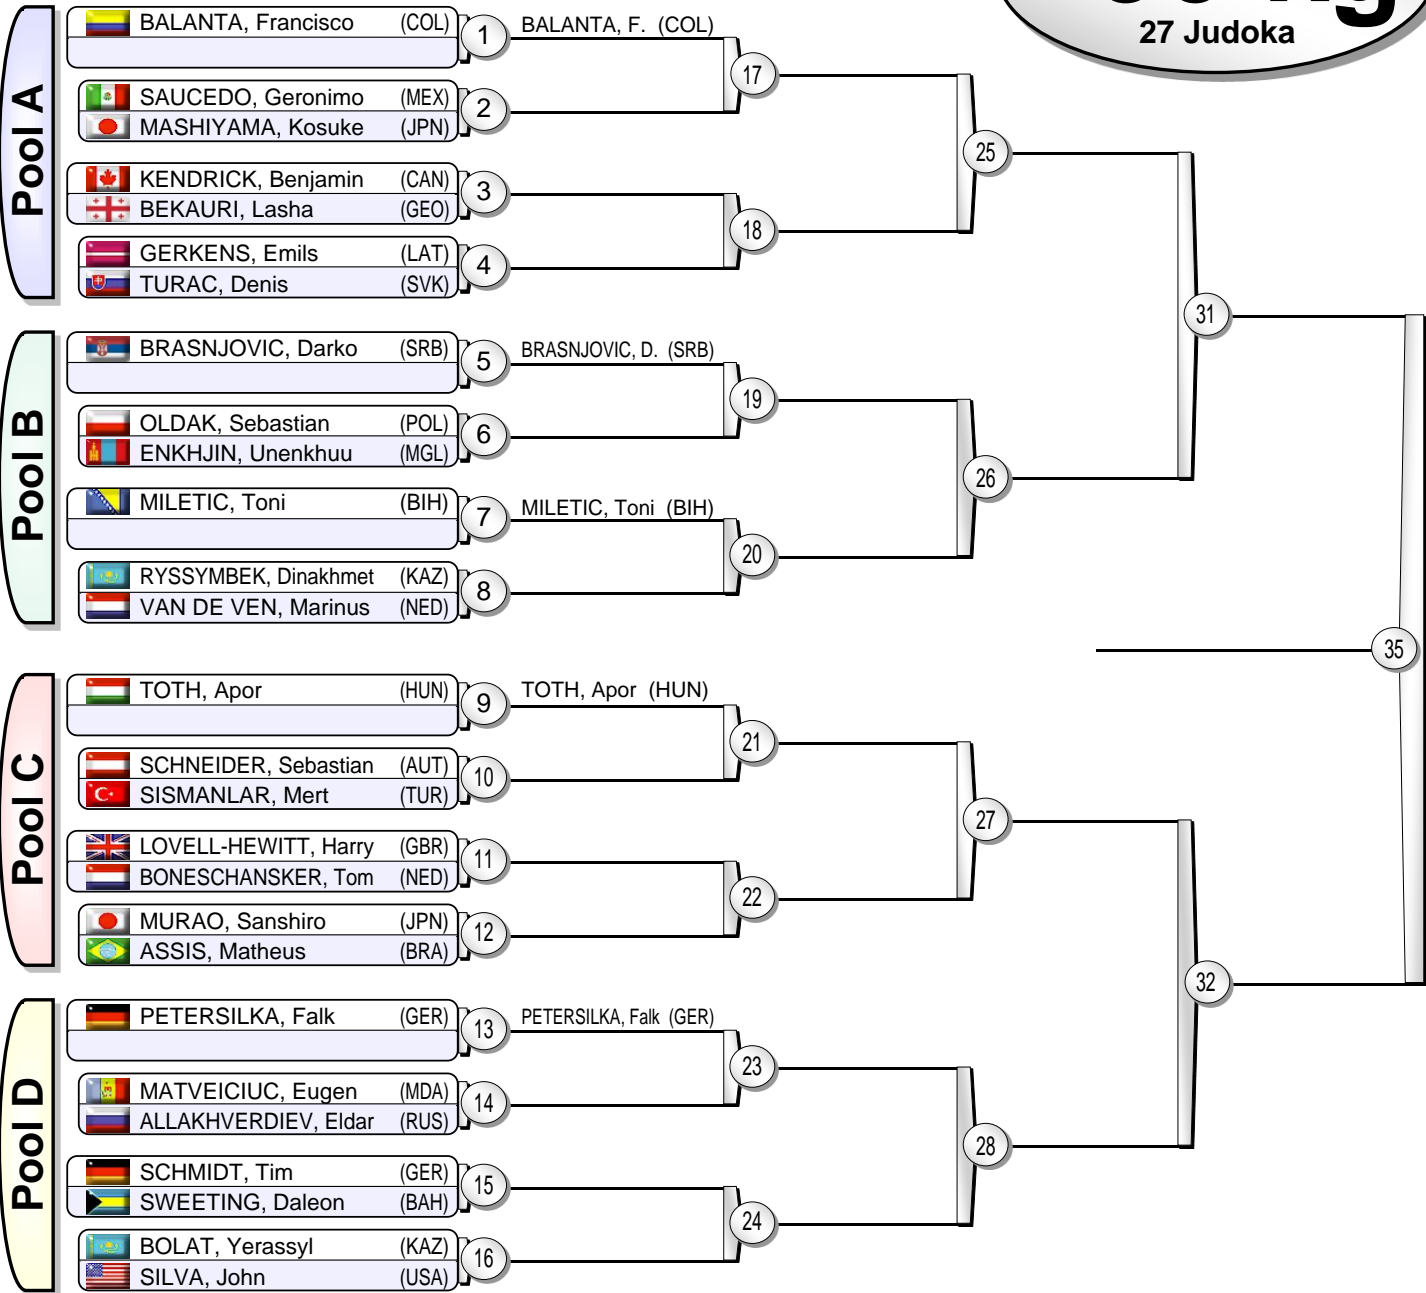 27 Judoka
Pool A
BALANTA, Francisco (COL)
1
BALANTA, F. (COL)
17
SAUCEDO, Geronimo (MEX)
2
MASHIYAMA, Kosuke (JPN)
25
KENDRICK, Benjamin (CAN)
3
BEKAURI, Lasha (GEO)
18
GERKENS, Emils (LAT)
4
TURAC, Denis (SVK)
31
Pool B
BRASNJOVIC, Darko (SRB)
5
BRASNJOVIC, D. (SRB)
19
OLDAK, Sebastian (POL)
6
ENKHJIN, Unenkhuu (MGL)
26
MILETIC, Toni (BIH)
7
MILETIC, Toni (BIH)
20
RYSSYMBEK, Dinakhmet (KAZ)
8
VAN DE VEN, Marinus (NED)
35
Pool C
TOTH, Apor (HUN)
9
TOTH, Apor (HUN)
21
SCHNEIDER, Sebastian (AUT)
10
SISMANLAR, Mert (TUR)
27
LOVELL-HEWITT, Harry (GBR)
11
BONESCHANSKER, Tom (NED)
22
MURAO, Sanshiro (JPN)
12
ASSIS, Matheus (BRA)
32
Pool D
PETERSILKA, Falk (GER)
13
PETERSILKA, Falk (GER)
23
MATVEICIUC, Eugen (MDA)
14
ALLAKHVERDIEV, Eldar (RUS)
28
SCHMIDT, Tim (GER)
15
SWEETING, Daleon (BAH)
24
BOLAT, Yerassyl (KAZ)
16
SILVA, John (USA)